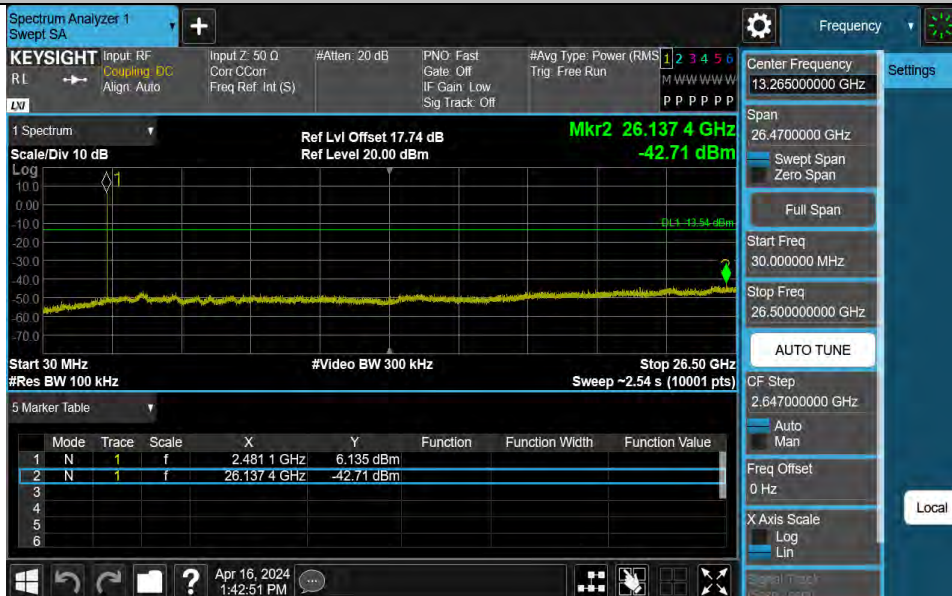 Spectrum Analyzer 1
Swept SA
+
Frequency
KEYSIGHT
RL
LXI
Input: RF
Coupling: DC
Align: Auto
Input Z: 50 Ω
Corr CCorr
Freq Ref: Int (S)
#Atten: 20 dB
PNO: Fast
Gate: Off
IF Gain: Low
Sig Track: Off
#Avg Type: Power (RMS
Trig: Free Run
1 2 3 4 5 6
M W W W W W
P P P P P P
1 Spectrum
Scale/Div 10 dB
Ref Lvl Offset 17.74 dB
Ref Level 20.00 dBm
Mkr2 26.137 4 GHz
-42.71 dBm
Log
10.0
0.00
-10.0
-20.0
-30.0
-40.0
-50.0
-60.0
-70.0
1
DL1 -13.54 dBm
2
Start 30 MHz
#Video BW 300 kHz
Stop 26.50 GHz
#Res BW 100 kHz
Sweep ~2.54 s (10001 pts)
5 Marker Table
Mode Trace Scale X Y Function Function Width Function Value
1 N 1 f 2.481 1 GHz 6.135 dBm
2 N 1 f 26.137 4 GHz -42.71 dBm
3
4
5
6
?
Apr 16, 2024
1:42:51 PM
Center Frequency
13.265000000 GHz
Settings
Span
26.4700000 GHz
Swept Span
Zero Span
Full Span
Start Freq
30.000000 MHz
Stop Freq
26.500000000 GHz
AUTO TUNE
CF Step
2.647000000 GHz
Auto
Man
Freq Offset
0 Hz
X Axis Scale
Log
Lin
Signal Track
Local